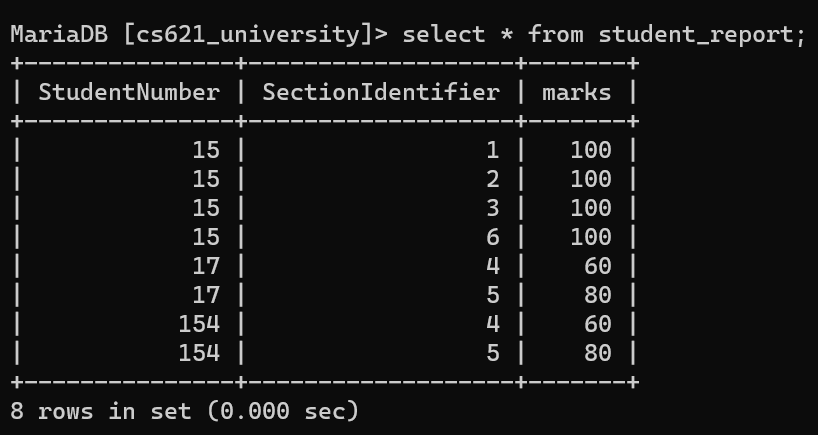 MariaDB [cs621_university]> select * from student_report;
+---------------+-------------------+-------+
| StudentNumber | SectionIdentifier | marks |
+---------------+-------------------+-------+
|            15 |                 1 |   100 |
|            15 |                 2 |   100 |
|            15 |                 3 |   100 |
|            15 |                 6 |   100 |
|            17 |                 4 |    60 |
|            17 |                 5 |    80 |
|           154 |                 4 |    60 |
|           154 |                 5 |    80 |
+---------------+-------------------+-------+
8 rows in set (0.000 sec)